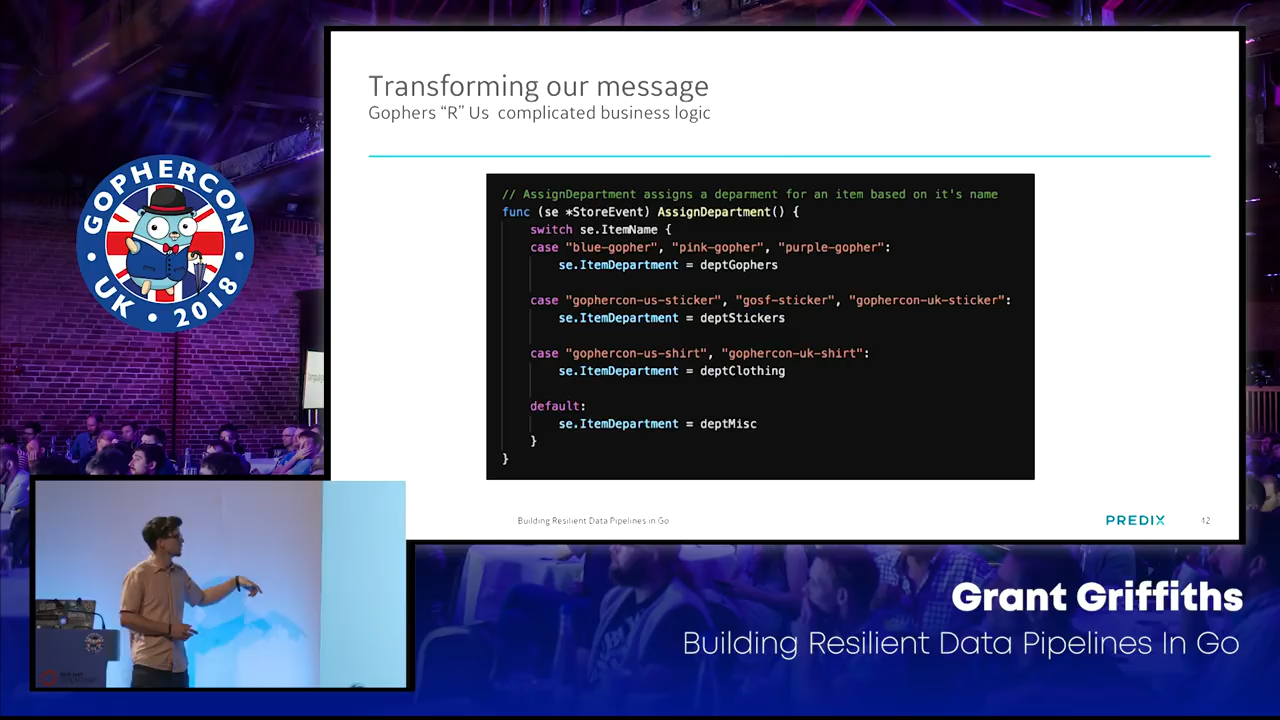 GOPHERCON
UK • 2018
Transforming our message
Gophers “R” Us  complicated business logic
// AssignDepartment assigns a deparment for an item based on it's name
func (se *StoreEvent) AssignDepartment() {
switch se.ItemName {
case "blue-gopher", "pink-gopher", "purple-gopher":
se.ItemDepartment = deptGophers
case "gophercon-us-sticker", "gosf-sticker", "gophercon-uk-sticker":
se.ItemDepartment = deptStickers
case "gophercon-us-shirt", "gophercon-uk-shirt":
se.ItemDepartment = deptClothing
default:
se.ItemDepartment = deptMisc
}
}
Building Resilient Data Pipelines in Go
PREDIX
42
Grant Griffiths
Building Resilient Data Pipelines In Go